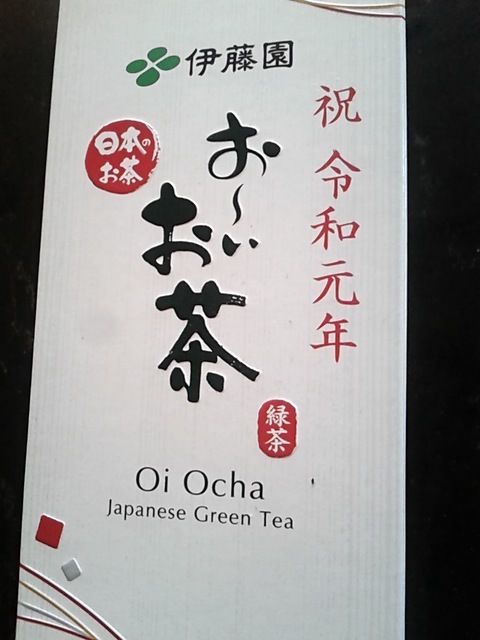 伊藤園
祝 令和元年
日本の
お茶
お～い
お茶
緑茶
Oi Ocha
Japanese Green Tea